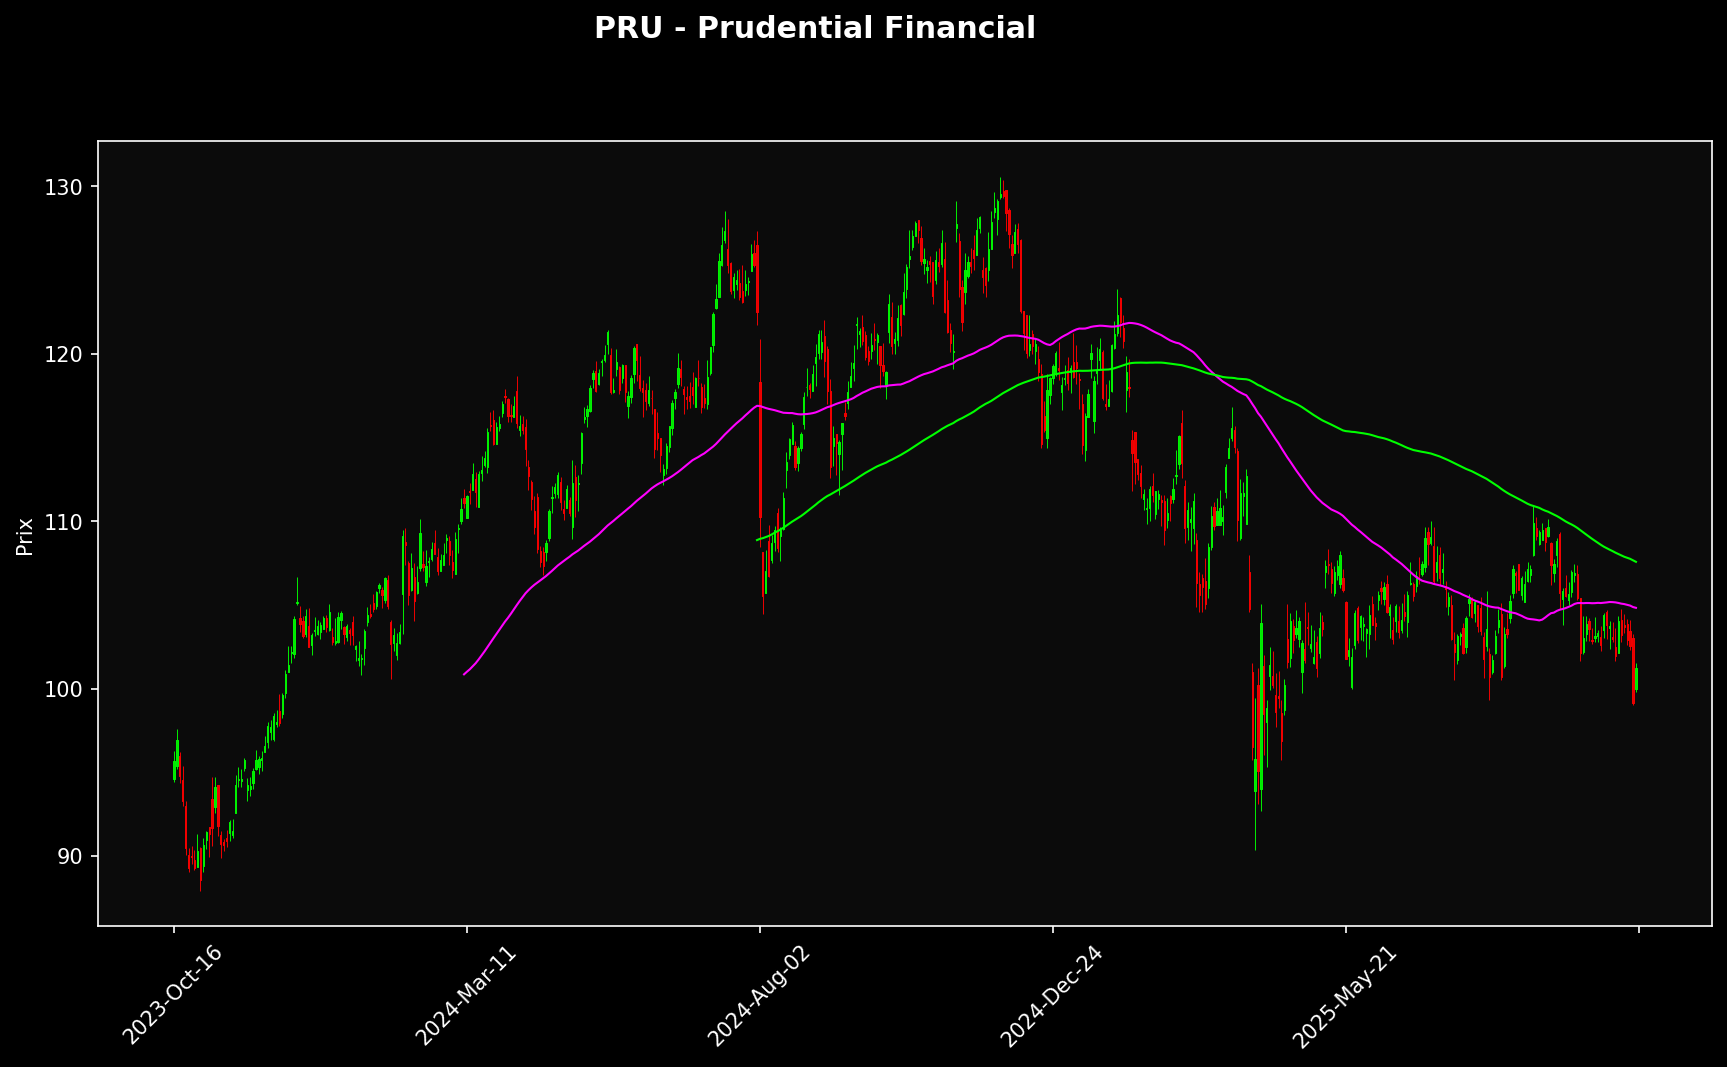 PRU - Prudential Financial
Prix
130
120
110
100
90
2023-Oct-16
2024-Mar-11
2024-Aug-02
2024-Dec-24
2025-May-21